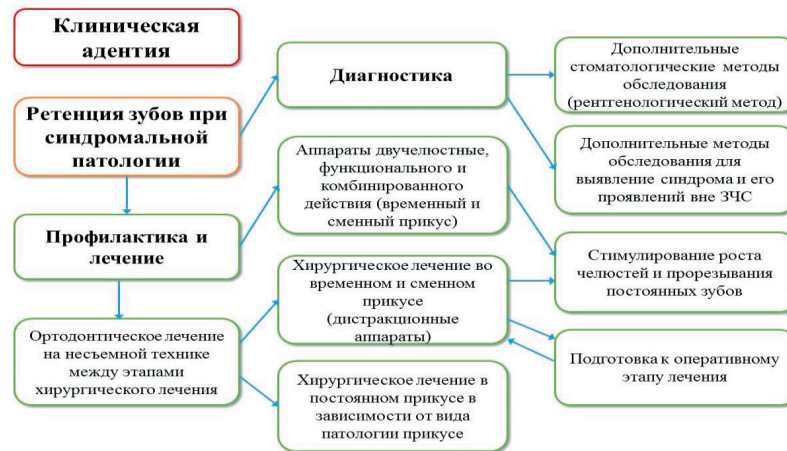 Клиническая
адентия
Ретенция зубов при
синдромальной
патологии
Профилактика и
лечение
Ортодонтическое лечение
на несъемной технике
между этапами
хирургического лечения
Диагностика
Аппараты двучелюстные,
функционального и
комбинированного
действия (временный и
сменный прикус)
Хирургическое лечение во
временном и сменном
прикусе
(дистракционные
аппараты)
Хирургическое лечение в
постоянном прикусе в
зависимости от вида
патологии прикусе
Дополнительные
стоматологические методы
обследования
(рентгенологический метод)
Дополнительные методы
обследования для
выявление синдрома и его
проявлений вне ЗЧС
Стимулирование роста
челюстей и прорезывания
постоянных зубов
Подготовка к оперативному
этапу лечения